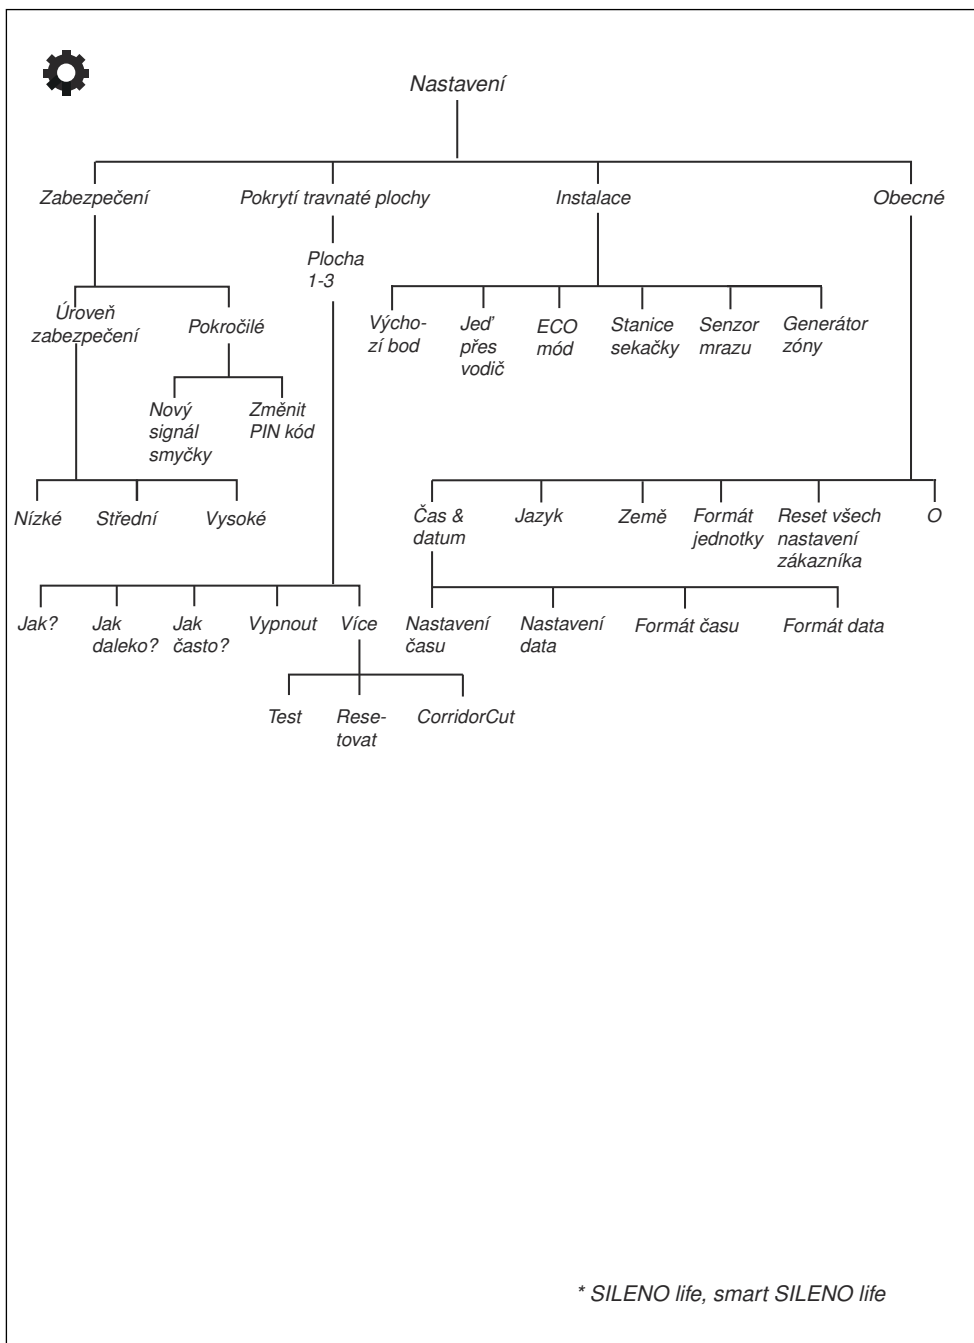 Nastavení
Zabezpečení
Pokrytí travnaté plochy
Instalace
Obecné
Plocha
1-3
Úroveň
zabezpečení
Pokročilé
Výcho-
zí bod
Jeď
přes
vodič
ECO
mód
Stanice
sekačky
Senzor
mrazu
Generátor
zóny
Nový
signál
smyčky
Změnit
PIN kód
Nízké
Střední
Vysoké
Čas &
datum
Jazyk
Země
Formát
jednotky
Reset všech
nastavení
zákazníka
O
Jak?
Jak
daleko?
Jak
často?
Vypnout
Více
Nastavení
času
Nastavení
data
Formát času
Formát data
Test
Rese-
tovat
CorridorCut
* SILENO life, smart SILENO life